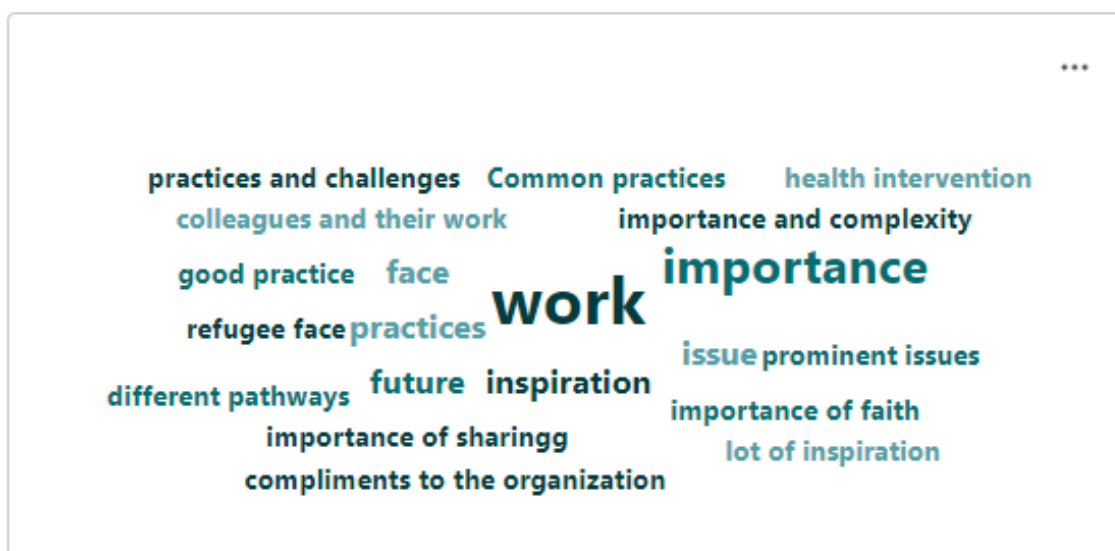 ...
practices and challenges Common practices health intervention
colleagues and their work importance and complexity
good practice face importance
work
refugee face practices
issue prominent issues
different pathways future inspiration
importance of faith
importance of sharingg lot of inspiration
compliments to the organization